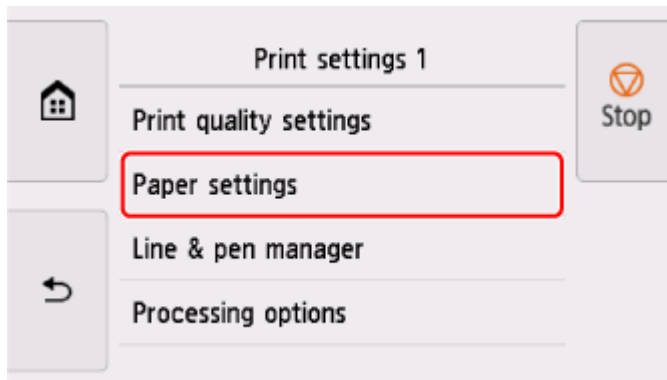 Print settings 1
Print quality settings
Stop
Paper settings
Line & pen manager
Processing options